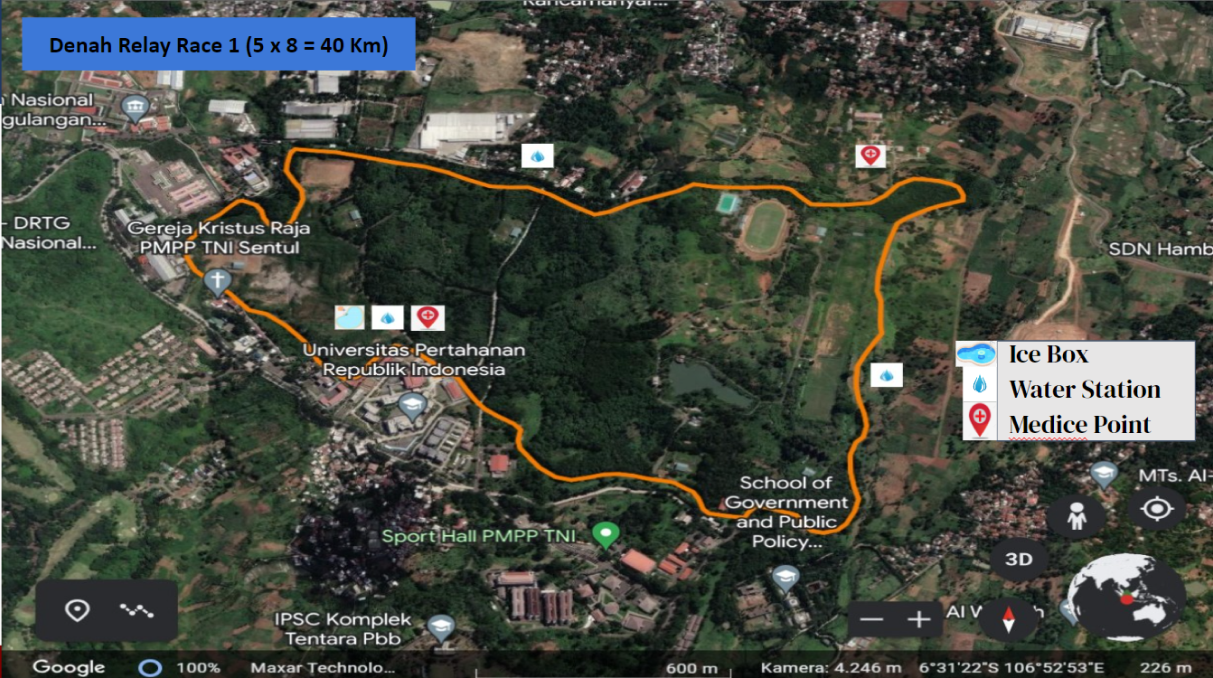 Denah Relay Race 1 (5 x 8 = 40 Km)
Nasional
gulangan...
- DRTG
Nasional...
Gereja Kristus Raja
PMPP TNI Sentul
SDN Hamb
Universitas Pertahanan
Republik Indonesia
Ice Box
Water Station
Medice Point
MTs. Al-
School of
Government
and Public
Policy...
Sport Hall PMPP TNI
3D
IPSC Komplek
Tentara Pbb
Al W
Google
100%
Maxar Technolo...
600 m
Kamera: 4.246 m
6°31'22"S 106°52'53"E
226 m